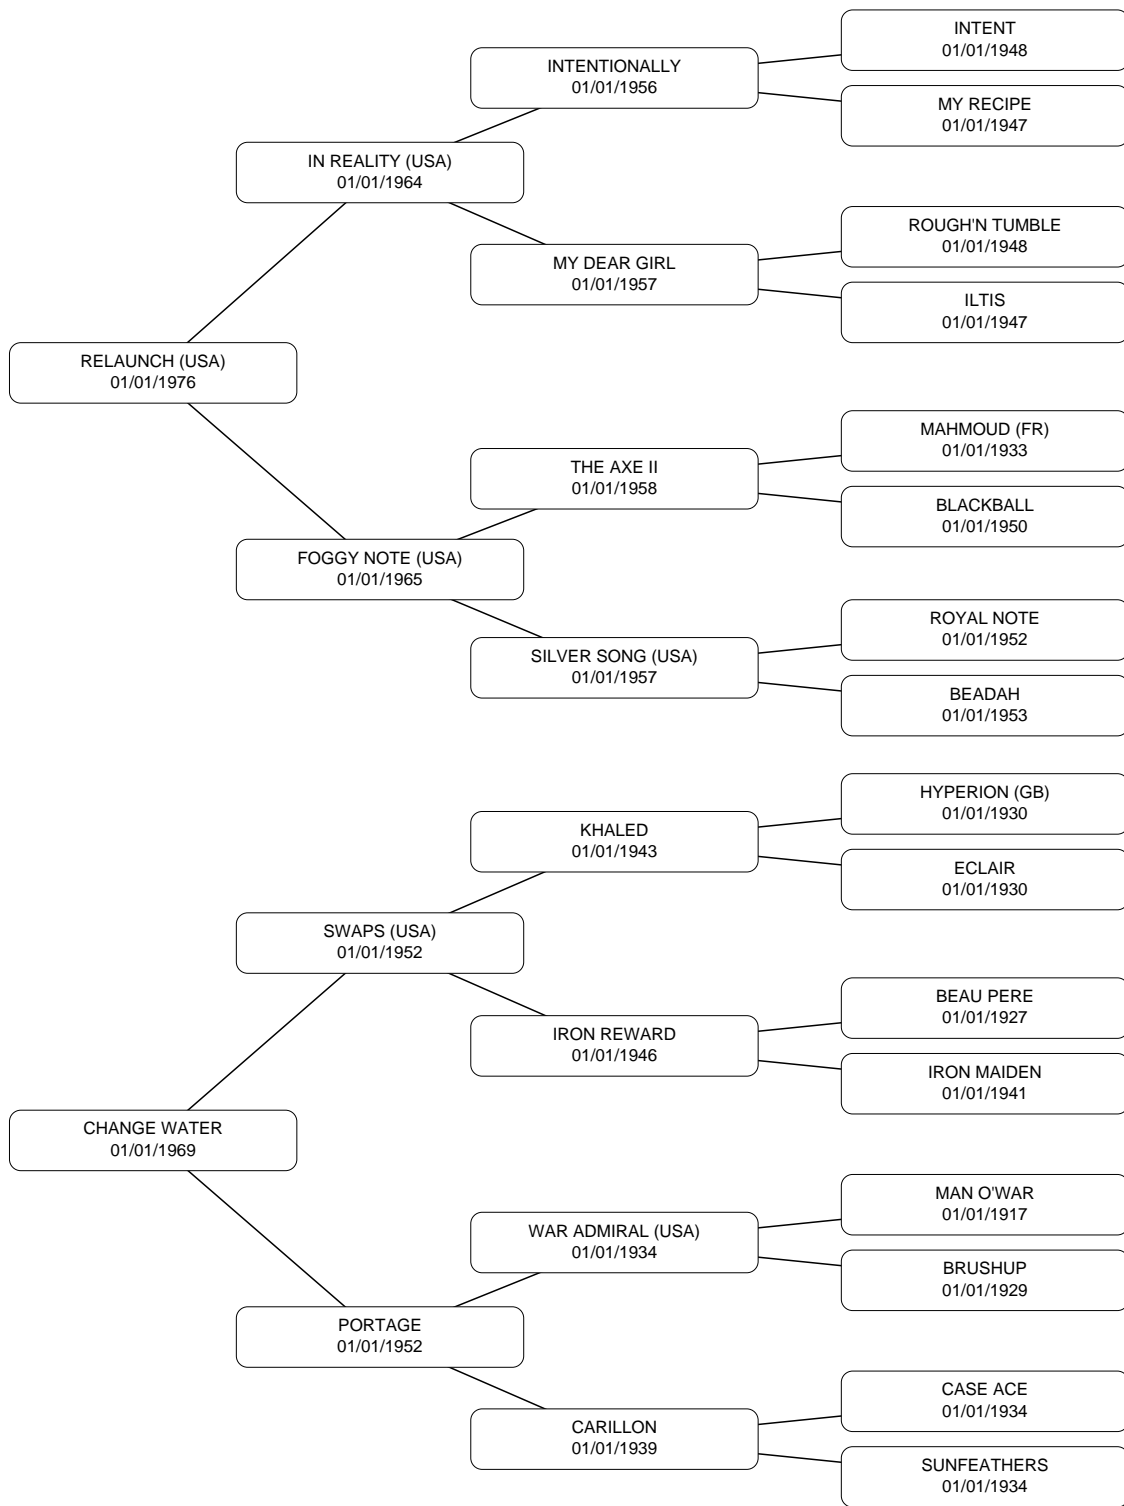 INTENT
01/01/1948
INTENTIONALLY
01/01/1956
MY RECIPE
01/01/1947
IN REALITY (USA)
01/01/1964
ROUGH'N TUMBLE
01/01/1948
MY DEAR GIRL
01/01/1957
ILTIS
01/01/1947
RELAUNCH (USA)
01/01/1976
MAHMOUD (FR)
01/01/1933
THE AXE II
01/01/1958
BLACKBALL
01/01/1950
FOGGY NOTE (USA)
01/01/1965
ROYAL NOTE
01/01/1952
SILVER SONG (USA)
01/01/1957
BEADAH
01/01/1953
HYPERION (GB)
01/01/1930
KHALED
01/01/1943
ECLAIR
01/01/1930
SWAPS (USA)
01/01/1952
BEAU PERE
01/01/1927
IRON REWARD
01/01/1946
IRON MAIDEN
01/01/1941
CHANGE WATER
01/01/1969
MAN O'WAR
01/01/1917
WAR ADMIRAL (USA)
01/01/1934
BRUSHUP
01/01/1929
PORTAGE
01/01/1952
CASE ACE
01/01/1934
CARILLON
01/01/1939
SUNFEATHERS
01/01/1934